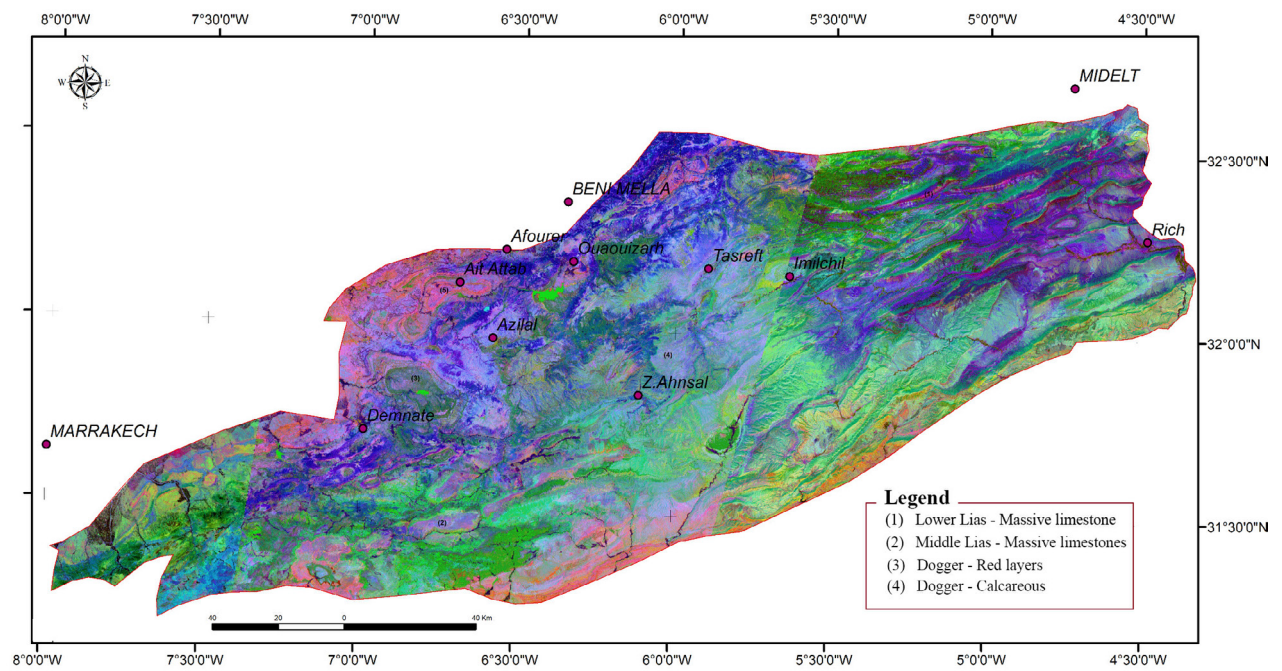 8°0'0"W 7°30'0"W 7°0'0"W 6°30'0"W 6°0'0"W 5°30'0"W 5°0'0"W 4°30'0"W
N
W E
S
MIDELT
32°30'0"N
BENI MELLA
Rich
Afourer
Ouaouizarh
Tasreft
Imilchil
Ait Attab
(5)
Azilal
32°0'0"N
(4)
(3)
Z.Ahnsal
Demnate
MARRAKECH
Legend
(1) Lower Lias - Massive limestone
(2) Middle Lias - Massive limestones
(3) Dogger - Red layers
(4) Dogger - Calcareous
(2)
31°30'0"N
40 20 0 40 Km
8°0'0"W 7°30'0"W 7°0'0"W 6°30'0"W 6°0'0"W 5°30'0"W 5°0'0"W 4°30'0"W